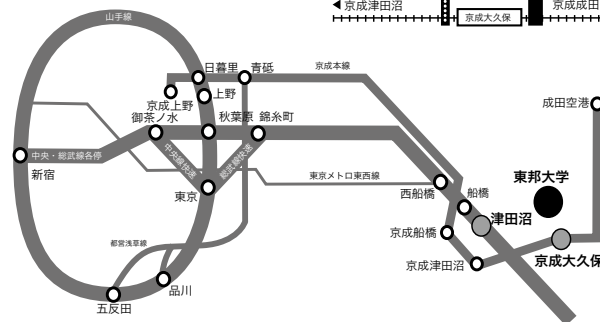 京成津田沼
京成大久保
京成成田
山手線
日暮里
青砥
京成本線
京成上野
上野
成田空港
御茶ノ水
秋葉原
錦糸町
中央・総武線各停
中央線快速
総武線快速
新宿
東京
東京メトロ東西線
西船橋
船橋
東邦大学
津田沼
京成船橋
都営浅草線
京成津田沼
京成大久保
品川
五反田